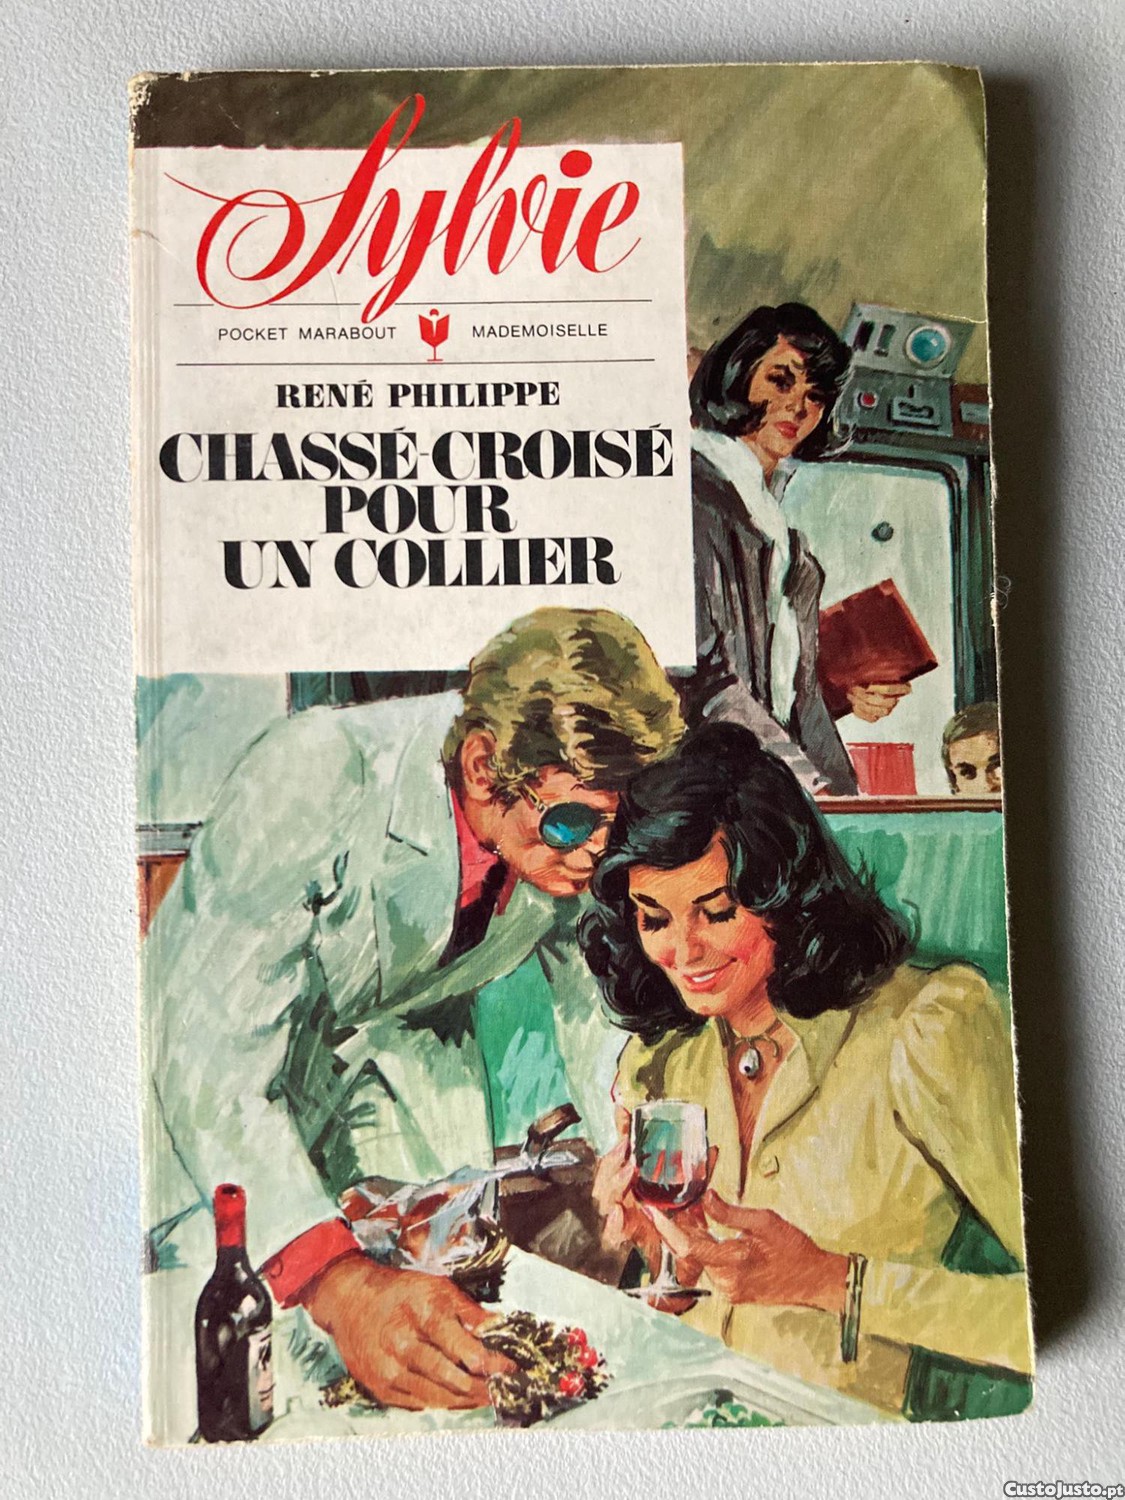 Sylvie
POCKET MARABOUT MADEMOISELLE
RENÉ PHILIPPE
CHASSÉ-CROISÉ
POUR
UN COLLIER
CustoJusto.pt